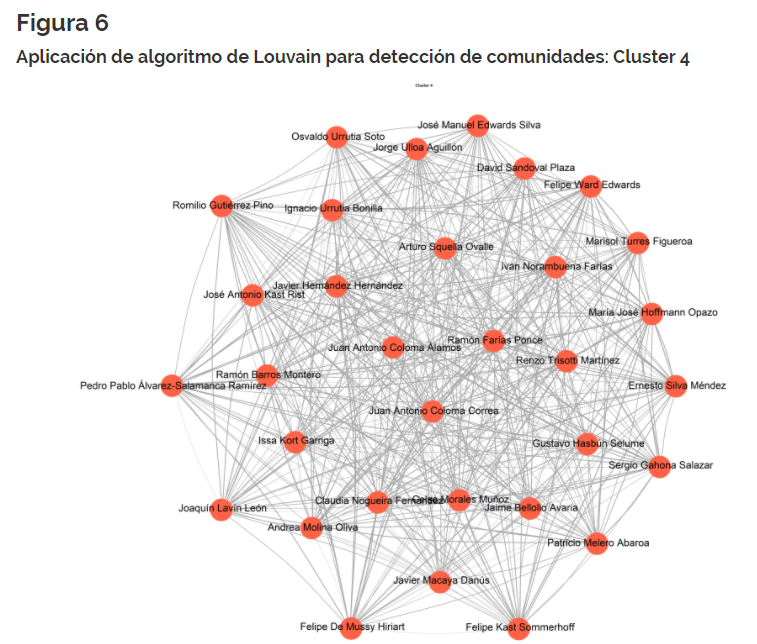 Figura 6
Aplicación de algoritmo de Louvain para detección de comunidades: Cluster 4
Cluster 4
José Manuel Edwards Silva
Osvaldo Urrutia Soto
Jorge Ulloa Aguillón
David Sandoval Plaza
Felipe Ward Edwards
Romilio Gutiérrez Pino
Ignacio Urrutia Bonilla
Marisol Turres Figueroa
Arturo Squella Ovalle
Ivan Norambuena Farías
Javier Hernández Hernández
José Antonio Kast Rist
María José Hoffmann Opazo
Ramón Farías Ponce
Juan Antonio Coloma Álamos
Renzo Trisotti Martínez
Ramón Barros Montero
Pedro Pablo Álvarez-Salamanca Ramírez
Ernesto Silva Méndez
Juan Antonio Coloma Correa
Issa Kort Garriga
Gustavo Hasbún Selume
Sergio Gahona Salazar
Claudia Nogueira Fernández
Celso Morales Muñoz
Jaime Bellolio Avaria
Joaquín Lavín León
Andrea Molina Oliva
Patricio Melero Abaroa
Javier Macaya Danús
Felipe De Mussy Hiriart
Felipe Kast Sommerhoff